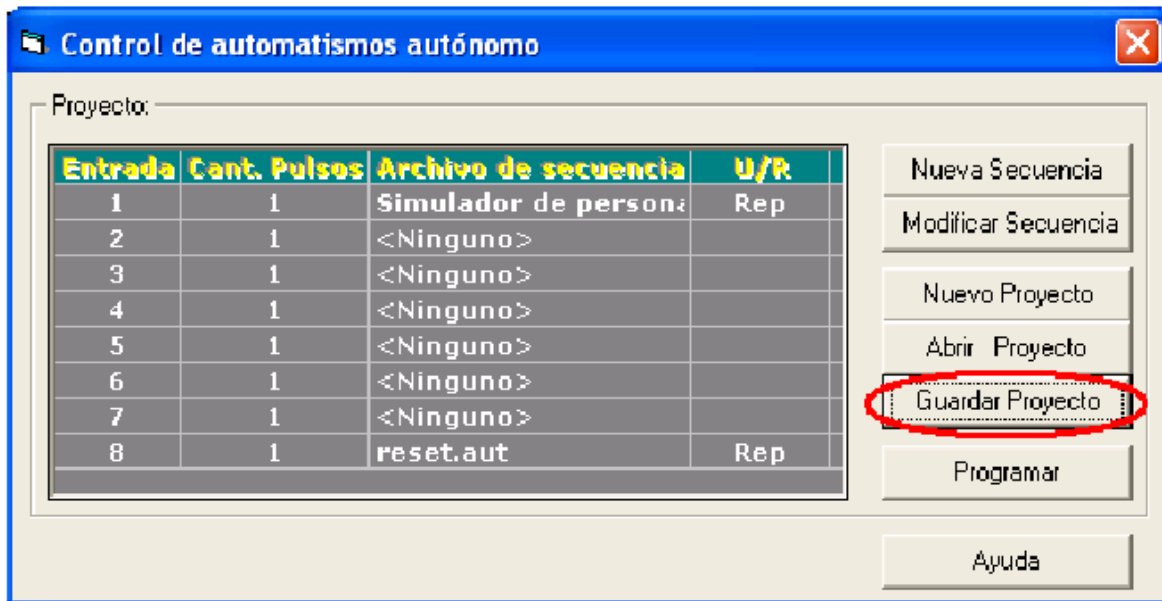 Control de automatismos autónomo
Proyecto:
Entrada Cant. Pulsos Archivo de secuencia U/R
1 1 Simulador de persona Rep
2 1 <Ninguno>
3 1 <Ninguno>
4 1 <Ninguno>
5 1 <Ninguno>
6 1 <Ninguno>
7 1 <Ninguno>
8 1 reset.aut Rep
Nueva Secuencia
Modificar Secuencia
Nuevo Proyecto
Abrir Proyecto
Guardar Proyecto
Programar
Ayuda